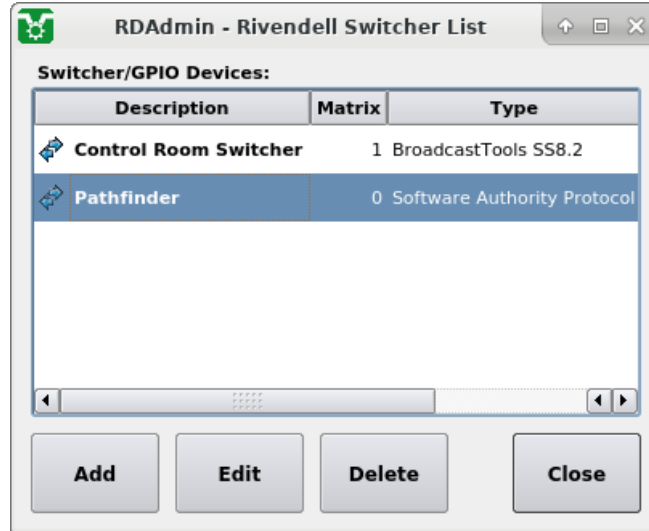 RDAdmin - Rivendell Switcher List
Switcher/GPIO Devices:
Description Matrix Type
Control Room Switcher 1 BroadcastTools SS8.2
Pathfinder 0 Software Authority Protocol
Add Edit Delete Close